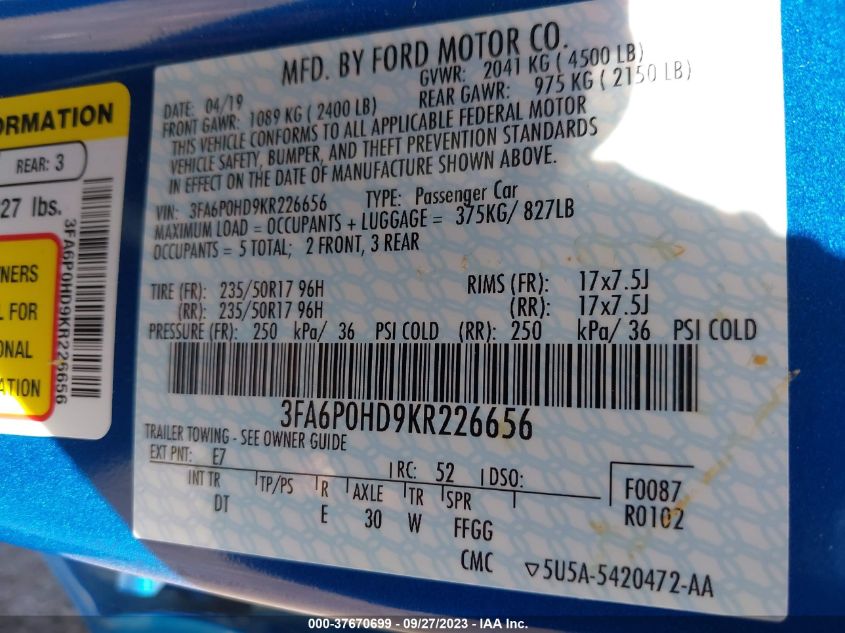 ORMATION
REAR: 3
27 lbs.
3FA6P0HD9KR226656
NERS
L FOR
ONAL
ATION
MFD. BY FORD MOTOR CO.
DATE: 04/19 GVWR: 2041 KG ( 4500 LB)
FRONT GAWR: 1089 KG ( 2400 LB) REAR GAWR: 975 KG ( 2150 LB)
THIS VEHICLE CONFORMS TO ALL APPLICABLE FEDERAL MOTOR
VEHICLE SAFETY, BUMPER, AND THEFT PREVENTION STANDARDS
IN EFFECT ON THE DATE OF MANUFACTURE SHOWN ABOVE.
VIN: 3FA6P0HD9KR226656 TYPE: Passenger Car
MAXIMUM LOAD = OCCUPANTS + LUGGAGE = 375KG/ 827LB
OCCUPANTS = 5 TOTAL; 2 FRONT, 3 REAR
TIRE (FR): 235/50R17 96H RIMS (FR): 17x7.5J
(RR): 235/50R17 96H (RR): 17x7.5J
PRESSURE (FR): 250 kPa/ 36 PSI COLD (RR): 250 kPa/ 36 PSI COLD
3FA6P0HD9KR226656
TRAILER TOWING - SEE OWNER GUIDE
EXT PNT: E7 RC: 52 DSO:
INT TR TP/PS R AXLE TR SPR
DT E 30 W FFGG
F0087
R0102
CMC 5U5A-5420472-AA
000-37670699 - 09/27/2023 - IAA Inc.